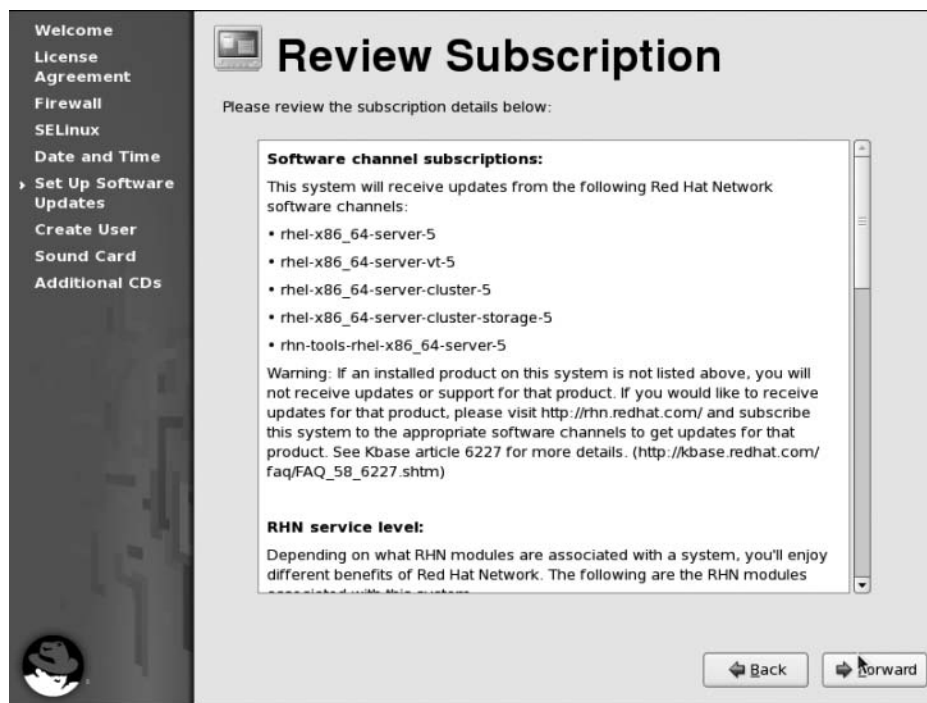 Welcome
License
Agreement
Firewall
SELinux
Date and Time
Set Up Software
Updates
Create User
Sound Card
Additional CDs
Review Subscription
Please review the subscription details below:
Software channel subscriptions:
This system will receive updates from the following Red Hat Network
software channels:
• rhel-x86_64-server-5
• rhel-x86_64-server-vt-5
• rhel-x86_64-server-cluster-5
• rhel-x86_64-server-cluster-storage-5
• rhn-tools-rhel-x86_64-server-5
Warning: If an installed product on this system is not listed above, you will
not receive updates or support for that product. If you would like to receive
updates for that product, please visit http://rhn.redhat.com/ and subscribe
this system to the appropriate software channels to get updates for that
product. See Kbase article 6227 for more details. (http://kbase.redhat.com/
faq/FAQ_58_6227.shtm)
RHN service level:
Depending on what RHN modules are associated with a system, you'll enjoy
different benefits of Red Hat Network. The following are the RHN modules
associated with this system
Back
Forward